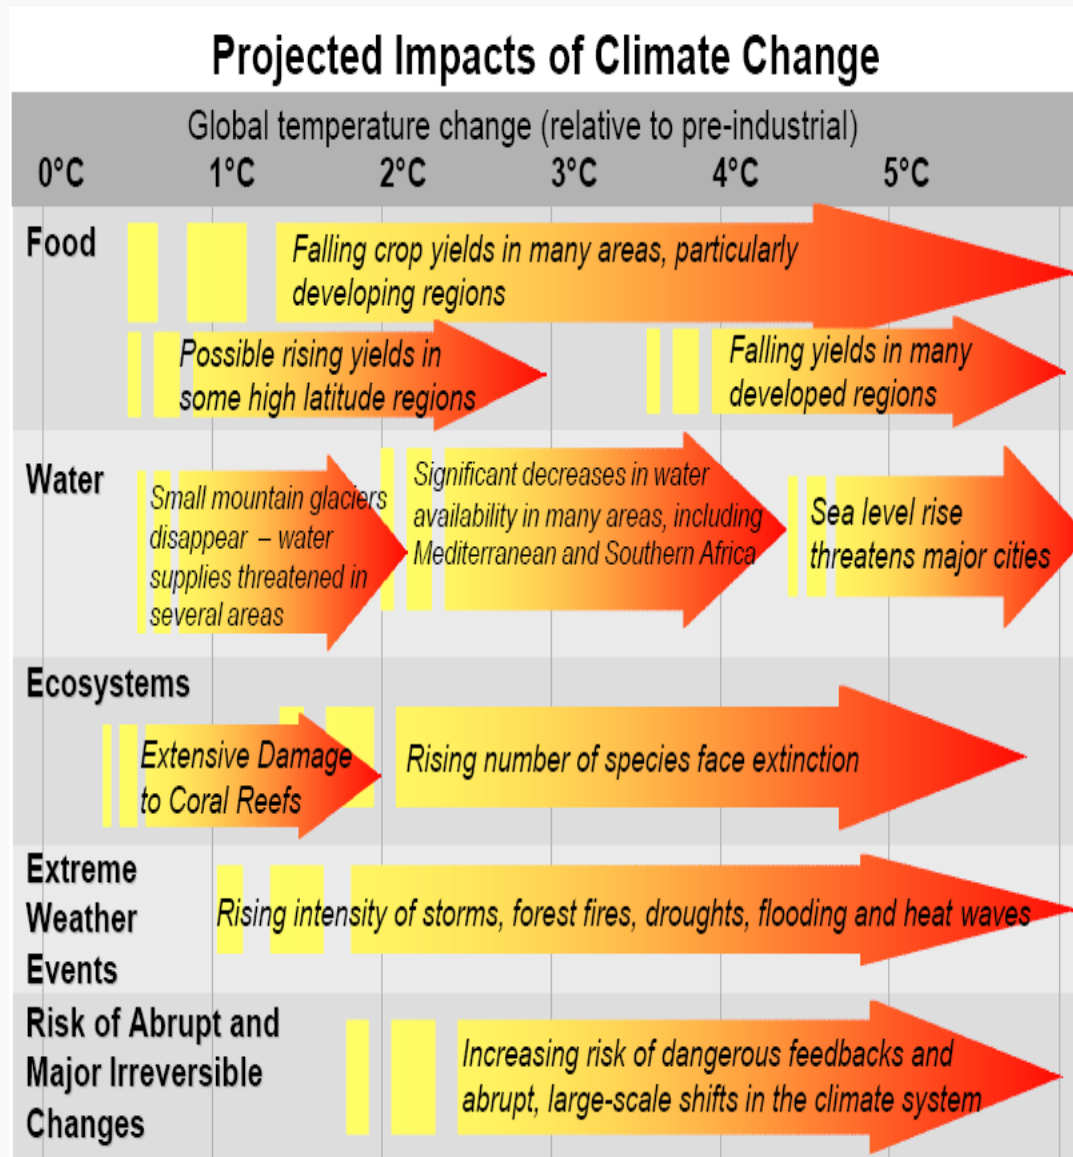 Projected Impacts of Climate Change
Global temperature change (relative to pre-industrial)
0°C 1°C 2°C 3°C 4°C 5°C
Food
Falling crop yields in many areas, particularly
developing regions
Possible rising yields in
some high latitude regions
Falling yields in many
developed regions
Water
Small mountain glaciers
disappear – water
supplies threatened in
several areas
Significant decreases in water
availability in many areas, including
Mediterranean and Southern Africa
Sea level rise
threatens major cities
Ecosystems
Extensive Damage
to Coral Reefs
Rising number of species face extinction
Extreme
Weather
Events
Rising intensity of storms, forest fires, droughts, flooding and heat waves
Risk of Abrupt and
Major Irreversible
Changes
Increasing risk of dangerous feedbacks and
abrupt, large-scale shifts in the climate system